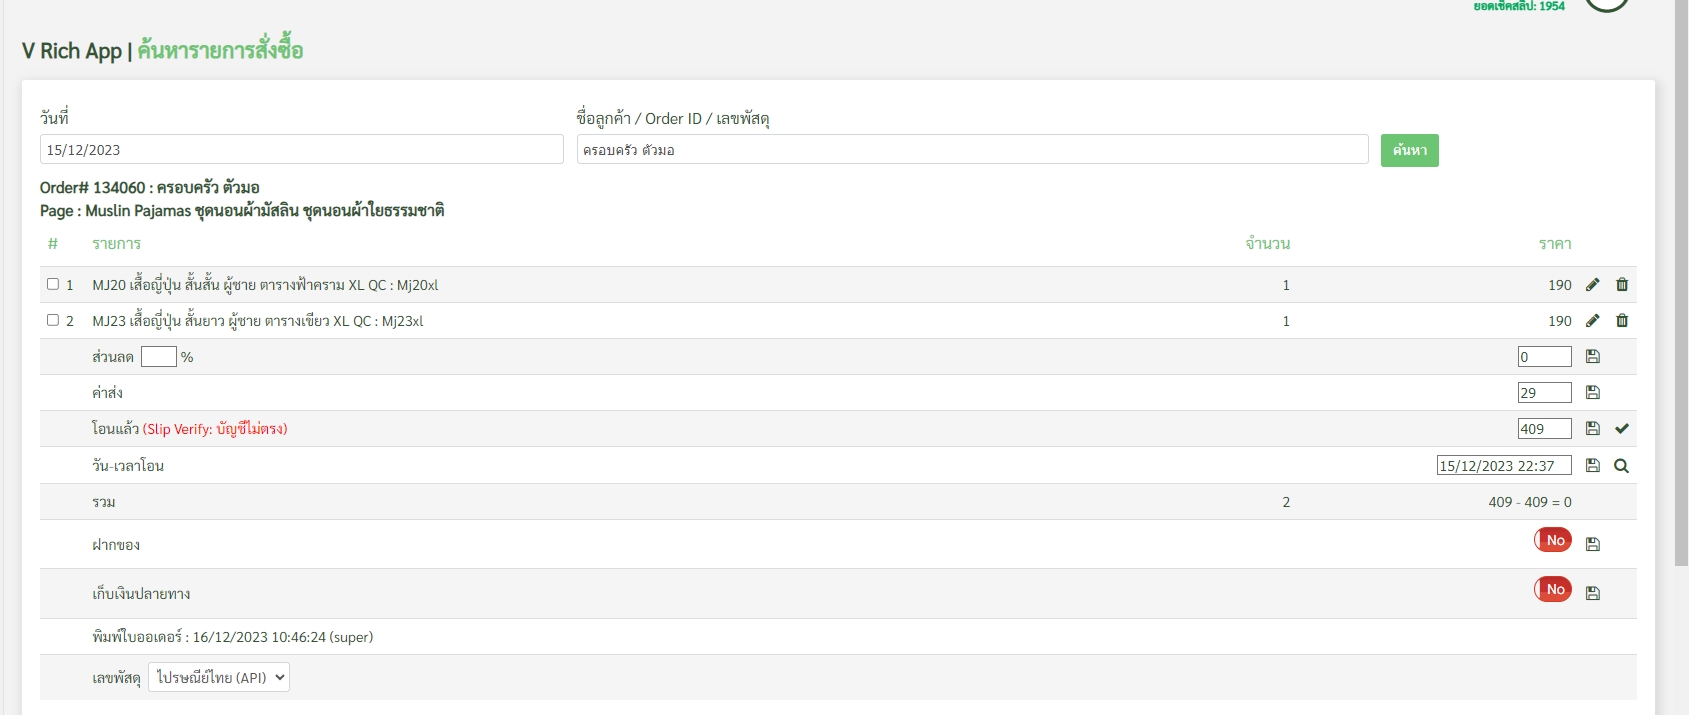 ยอดเช็คสลิป: 1954
V Rich App | ค้นหารายการสั่งซื้อ
วันที่
ชื่อลูกค้า / Order ID / เลขพัสดุ
15/12/2023
ครอบครัว ตัวมอ
ค้นหา
Order# 134060 : ครอบครัว ตัวมอ
Page : Muslin Pajamas ชุดนอนผ้ามัสลิน ชุดนอนผ้าใยธรรมชาติ
# รายการ จำนวน ราคา
1 MJ20 เสื้อญี่ปุ่น สั้นสั้น ผู้ชาย ตารางฟ้าคราม XL QC : Mj20xl 1 190
2 MJ23 เสื้อญี่ปุ่น สั้นยาว ผู้ชาย ตารางเขียว XL QC : Mj23xl 1 190
ส่วนลด % 0
ค่าส่ง 29
โอนแล้ว (Slip Verify: บัญชีไม่ตรง) 409
วัน-เวลาโอน 15/12/2023 22:37
รวม 2 409 - 409 = 0
ฝากของ No
เก็บเงินปลายทาง No
พิมพ์ใบออเดอร์ : 16/12/2023 10:46:24 (super)
เลขพัสดุ ไปรษณีย์ไทย (API)